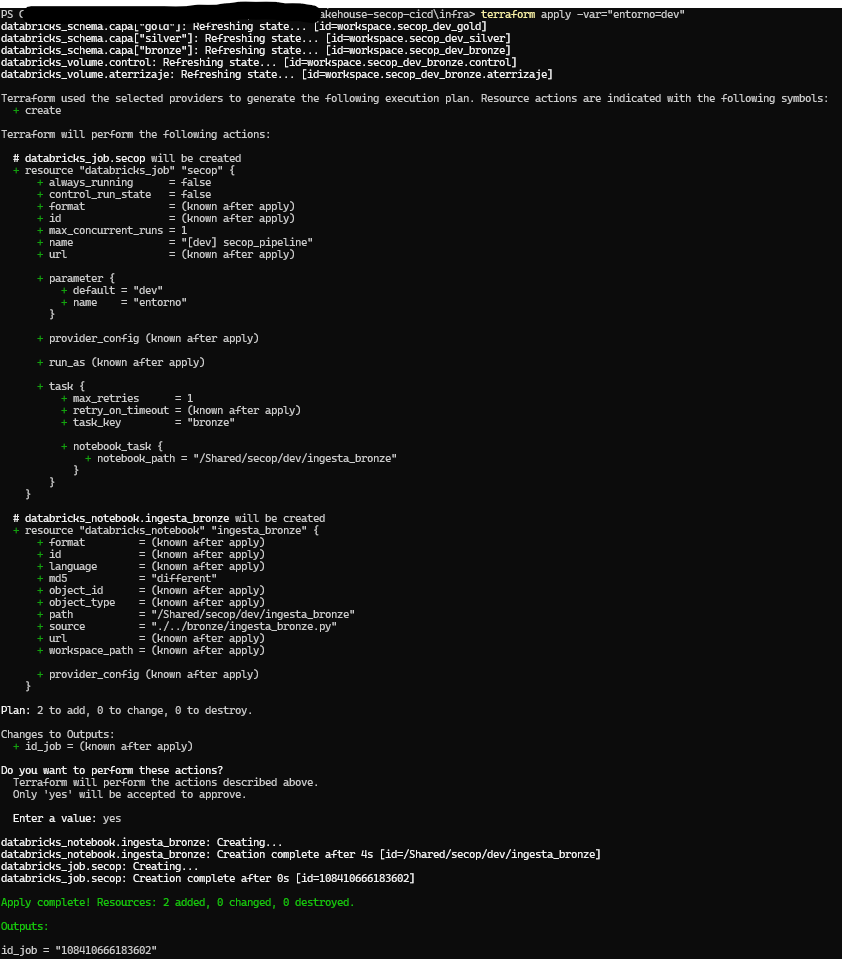 PS C akehouse-secop-cicd\infra> terraform apply -var="entorno=dev"
databricks_schema.capa["gold"]: Refreshing state... [id=workspace.secop_dev_gold]
databricks_schema.capa["silver"]: Refreshing state... [id=workspace.secop_dev_silver]
databricks_schema.capa["bronze"]: Refreshing state... [id=workspace.secop_dev_bronze]
databricks_volume.control: Refreshing state... [id=workspace.secop_dev_bronze.control]
databricks_volume.aterrizaje: Refreshing state... [id=workspace.secop_dev_bronze.aterrizaje]

Terraform used the selected providers to generate the following execution plan. Resource actions are indicated with the following symbols:
  + create

Terraform will perform the following actions:

  # databricks_job.secop will be created
  + resource "databricks_job" "secop" {
      + always_running      = false
      + control_run_state   = false
      + format              = (known after apply)
      + id                  = (known after apply)
      + max_concurrent_runs = 1
      + name                = "[dev] secop_pipeline"
      + url                 = (known after apply)

      + parameter {
          + default = "dev"
          + name    = "entorno"
        }

      + provider_config (known after apply)

      + run_as (known after apply)

      + task {
          + max_retries      = 1
          + retry_on_timeout = (known after apply)
          + task_key         = "bronze"

          + notebook_task {
              + notebook_path = "/Shared/secop/dev/ingesta_bronze"
            }
        }
    }

  # databricks_notebook.ingesta_bronze will be created
  + resource "databricks_notebook" "ingesta_bronze" {
      + format         = (known after apply)
      + id             = (known after apply)
      + language       = (known after apply)
      + md5            = "different"
      + object_id      = (known after apply)
      + object_type    = (known after apply)
      + path           = "/Shared/secop/dev/ingesta_bronze"
      + source         = "./../bronze/ingesta_bronze.py"
      + url            = (known after apply)
      + workspace_path = (known after apply)

      + provider_config (known after apply)
    }

Plan: 2 to add, 0 to change, 0 to destroy.

Changes to Outputs:
  + id_job = (known after apply)

Do you want to perform these actions?
  Terraform will perform the actions described above.
  Only 'yes' will be accepted to approve.

  Enter a value: yes

databricks_notebook.ingesta_bronze: Creating...
databricks_notebook.ingesta_bronze: Creation complete after 4s [id=/Shared/secop/dev/ingesta_bronze]
databricks_job.secop: Creating...
databricks_job.secop: Creation complete after 0s [id=108410666183602]

Apply complete! Resources: 2 added, 0 changed, 0 destroyed.

Outputs:

id_job = "108410666183602"